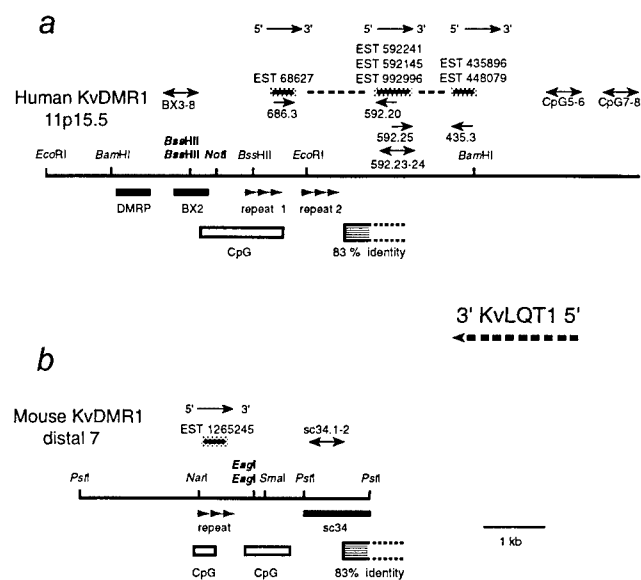 a
5' 3' 5' 3' 5' 3'
EST 592241
EST 592145 EST 435896
EST 68627 EST 992996 EST 448079
Human KvDMR1
11p15.5
BX3-8 CpG5-6 CpG7-8
686.3 592.20
592.25 435.3
592.23-24
BssHII
EcoRI BamHI BssHII NotI BssHII EcoRI BamHI
DMRP BX2 repeat 1 repeat 2
CpG 83 % identity
3' KvLQT1 5'
b
Mouse KvDMR1
distal 7
5' 3'
EST 1265245 sc34.1-2
EagI
PstI NarI EagI SmaI PstI PstI
repeat sc34
CpG CpG 83% identity
1 kb